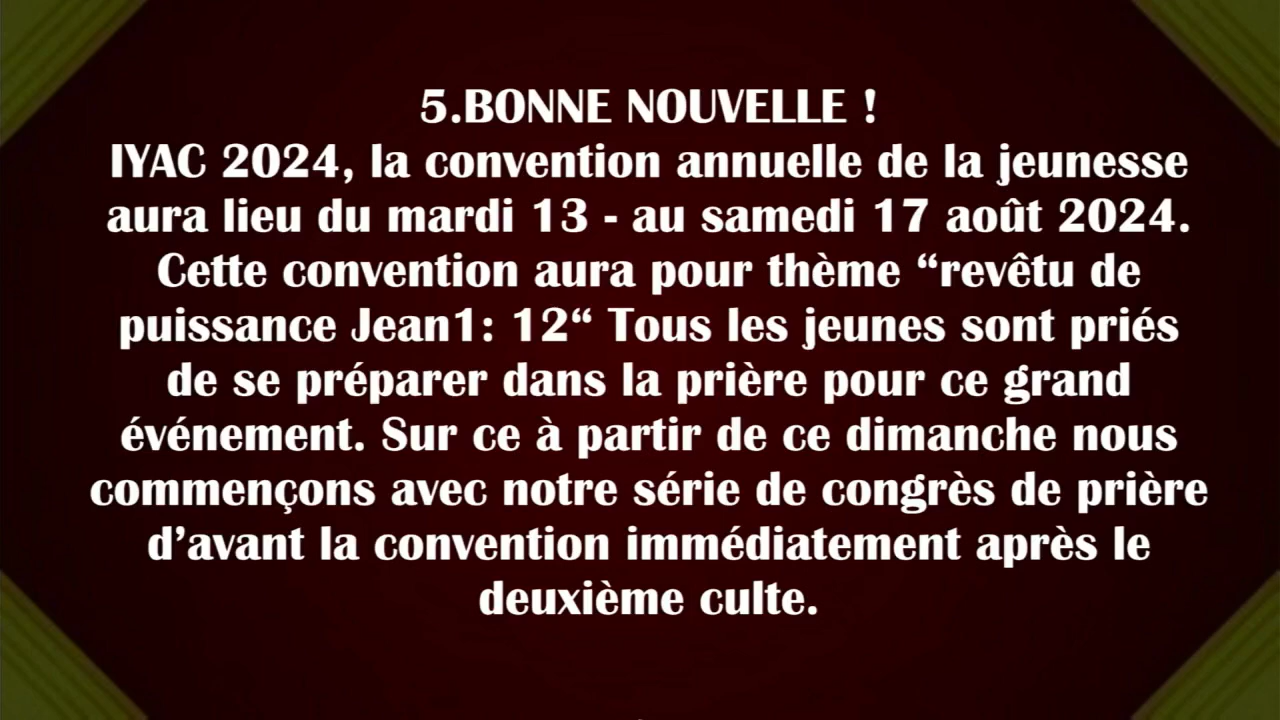 5.BONNE NOUVELLE !
IYAC 2024, la convention annuelle de la jeunesse
aura lieu du mardi 13 - au samedi 17 août 2024.
Cette convention aura pour thème “revêtu de
puissance Jean1: 12“ Tous les jeunes sont priés
de se préparer dans la prière pour ce grand
événement. Sur ce à partir de ce dimanche nous
commençons avec notre série de congrès de prière
d’avant la convention immédiatement après le
deuxième culte.